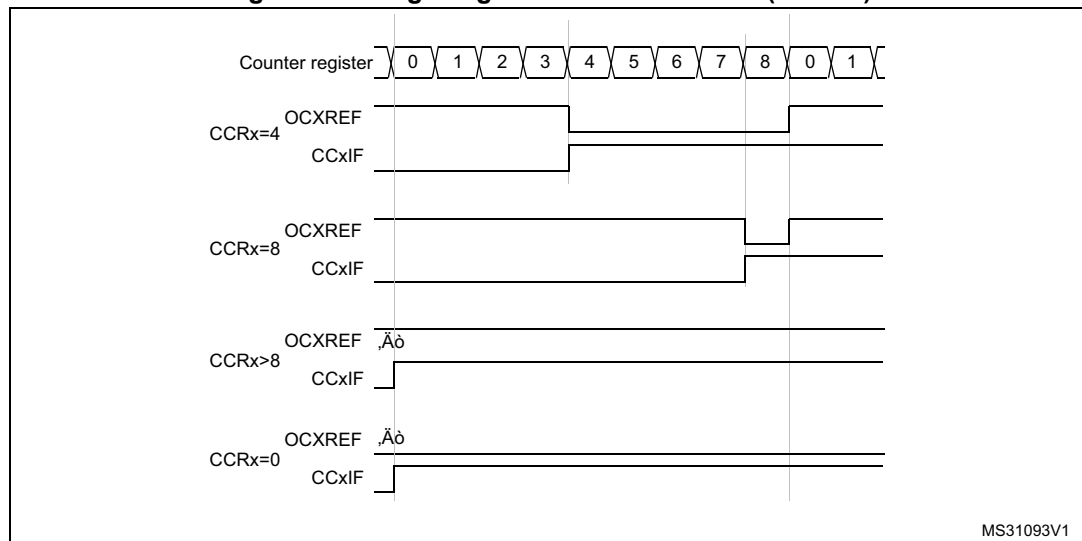 Counter register 0 1 2 3 4 5 6 7 8 0 1
OCXREF
CCRx=4
CCxIF
OCXREF
CCRx=8
CCxIF
OCXREF ‚Äò
CCRx>8
CCxIF
OCXREF ‚Äò
CCRx=0
CCxIF
MS31093V1